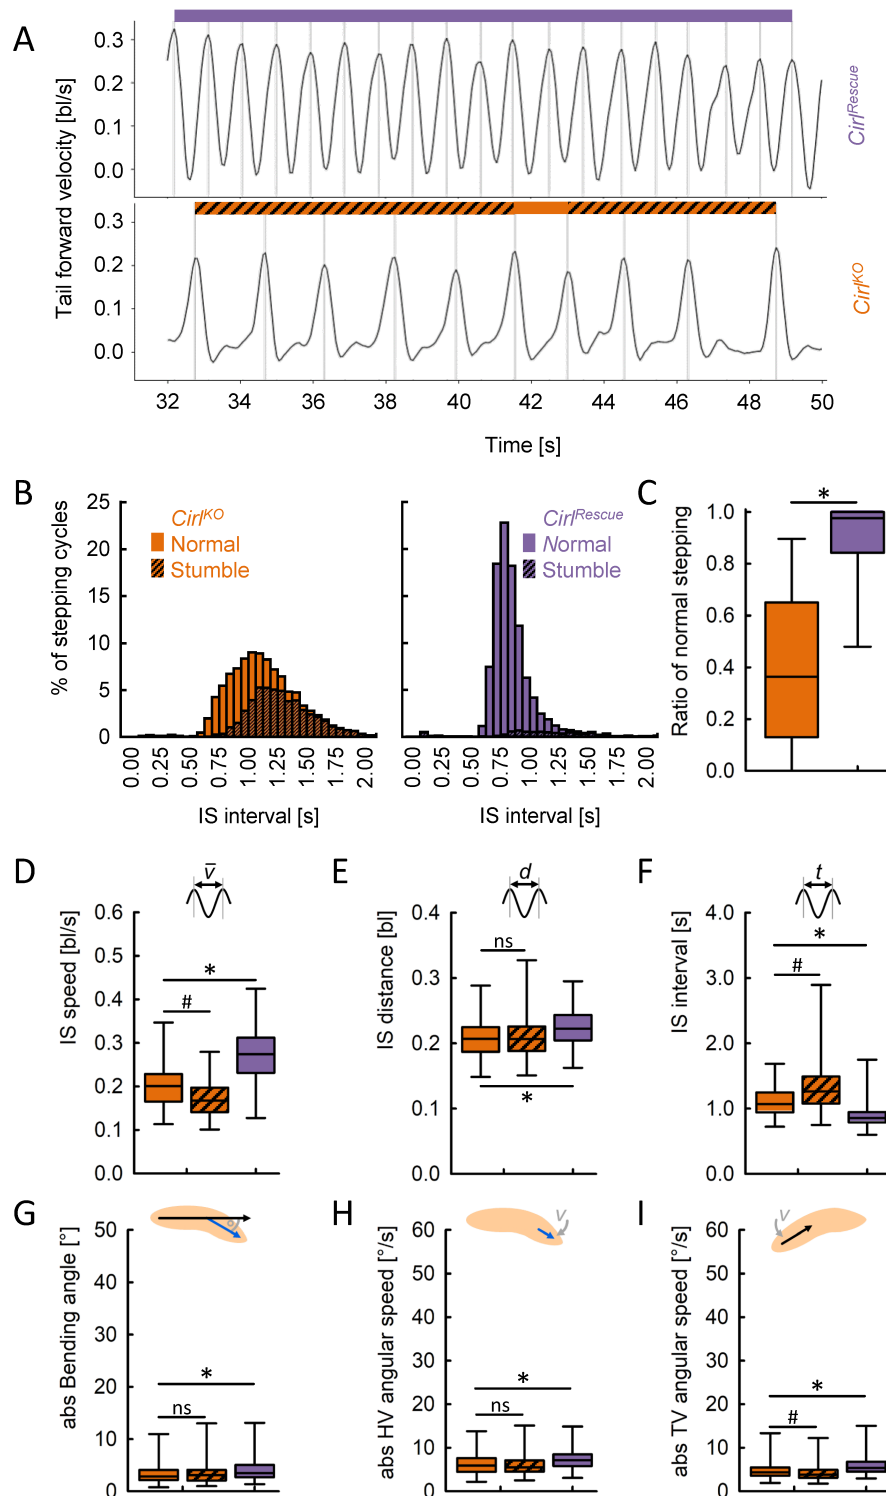 A
Tail forward velocity [bl/s]
0.3
0.2
0.1
0.0
Cirl^Rescue
0.3
0.2
0.1
0.0
Cirl^KO
32 34 36 38 40 42 44 46 48 50
Time [s]
B
% of stepping cycles
25
20
15
10
5
0
Cirl^KO
Normal
Stumble
0.00 0.25 0.50 0.75 1.00 1.25 1.50 1.75 2.00
IS interval [s]
Cirl^Rescue
Normal
Stumble
0.00 0.25 0.50 0.75 1.00 1.25 1.50 1.75 2.00
IS interval [s]
C
Ratio of normal stepping
1.0
0.8
0.6
0.4
0.2
0.0
*
D
v̅
IS speed [bl/s]
0.6
0.5
0.4
0.3
0.2
0.1
0.0
*
#
E
d
IS distance [bl]
0.4
0.3
0.2
0.1
0.0
ns
*
F
t
IS interval [s]
4.0
3.0
2.0
1.0
0.0
*
#
G
abs Bending angle [°]
50
40
30
20
10
0
*
ns
H
v
abs HV angular speed [°/s]
60
50
40
30
20
10
0
*
ns
I
v
abs TV angular speed [°/s]
60
50
40
30
20
10
0
*
#